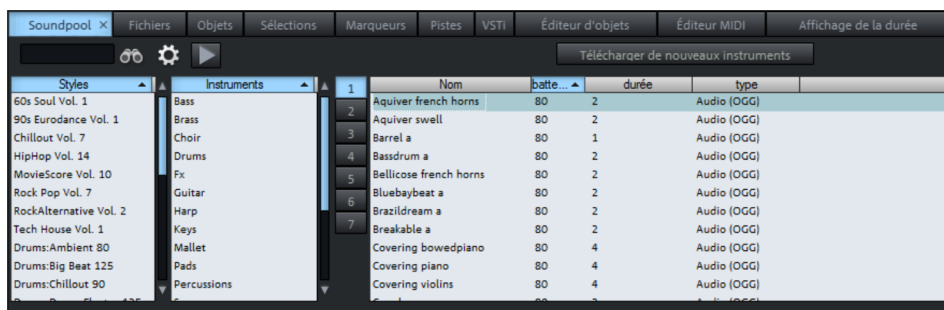 Soundpool × Fichiers Objets Sélections Marqueurs Pistes VSTi Éditeur d'objets Éditeur MIDI Affichage de la durée
Télécharger de nouveaux instruments
Styles Instruments 1 Nom batte... durée type
60s Soul Vol. 1 Bass Aquiver french horns 80 2 Audio (OGG)
90s Eurodance Vol. 1 Brass 2 Aquiver swell 80 2 Audio (OGG)
Chillout Vol. 7 Choir 3 Barrel a 80 1 Audio (OGG)
HipHop Vol. 14 Drums 4 Bassdrum a 80 2 Audio (OGG)
MovieScore Vol. 10 Fx 5 Bellicose french horns 80 2 Audio (OGG)
Rock Pop Vol. 7 Guitar 6 Bluebaybeat a 80 2 Audio (OGG)
RockAlternative Vol. 2 Harp Brazildream a 80 2 Audio (OGG)
Tech House Vol. 1 Keys 7 Breakable a 80 2 Audio (OGG)
Drums:Ambient 80 Mallet Covering bowedpiano 80 4 Audio (OGG)
Drums:Big Beat 125 Pads Covering piano 80 4 Audio (OGG)
Drums:Chillout 90 Percussions Covering violins 80 4 Audio (OGG)